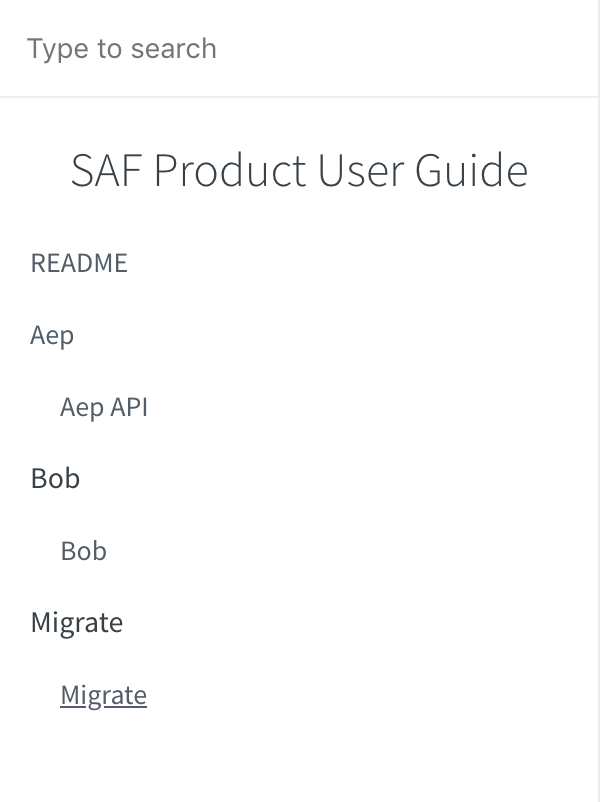 Type to search
SAF Product User Guide
README
Aep
Aep API
Bob
Bob
Migrate
Migrate